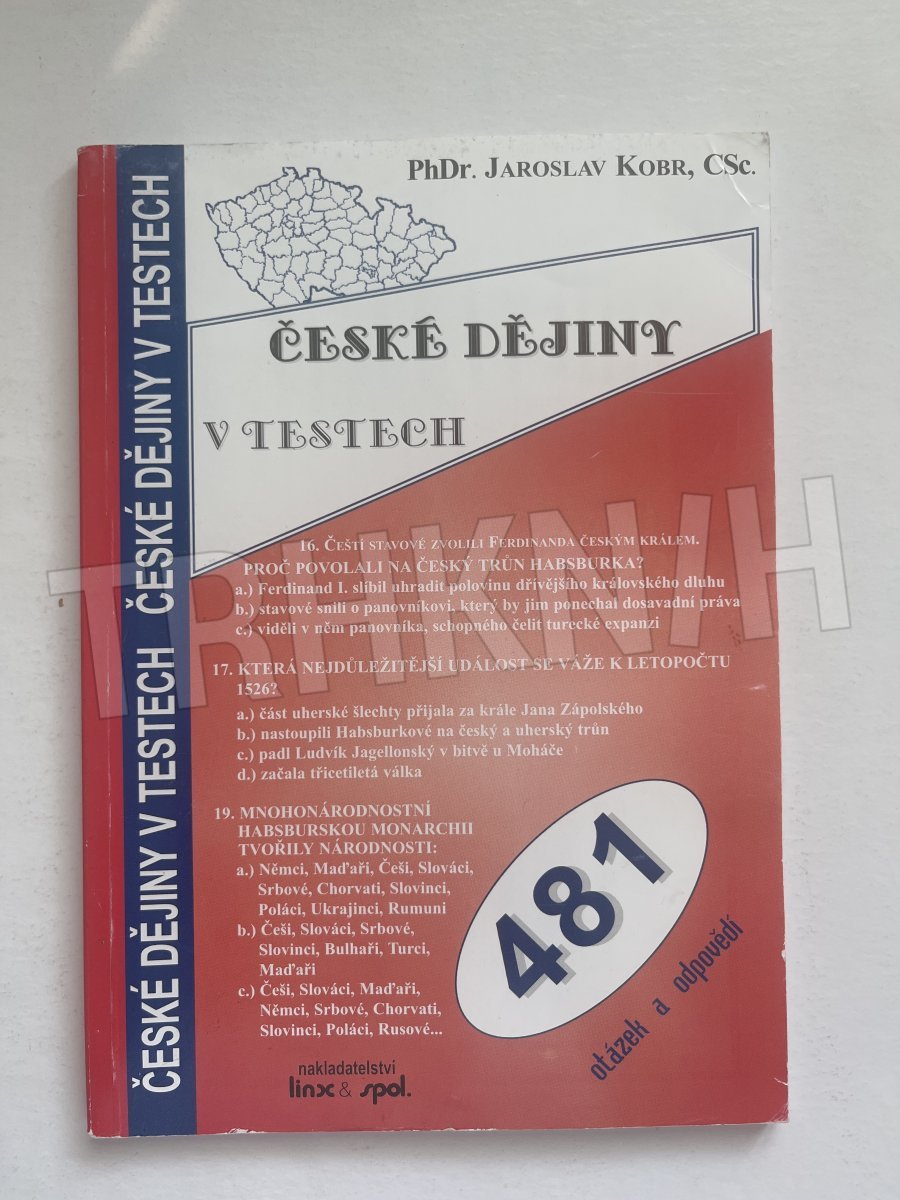 PhDr. JAROSLAV KOBR, CSc.
ČESKÉ DĚJINY
V TESTECH
ČESKÉ DĚJINY V TESTECH ČESKÉ DĚJINY V TESTECH
16. ČEŠTÍ STAVOVÉ ZVOLILI FERDINANDA ČESKÝM KRÁLEM.
PROČ POVOLALI NA ČESKÝ TRŮN HABSBURKA?
a.) Ferdinand I. slíbil uhradit polovinu dřívějšího královského dluhu
b.) stavové snili o panovníkovi, který by jim ponechal dosavadní práva
c.) viděli v něm panovníka, schopného čelit turecké expanzi
17. KTERÁ NEJDŮLEŽITĚJŠÍ UDÁLOST SE VÁŽE K LETOPOČTU
1526?
a.) část uherské šlechty přijala za krále Jana Zápolského
b.) nastoupili Habsburkové na český a uherský trůn
c.) padl Ludvík Jagellonský v bitvě u Moháče
d.) začala třicetiletá válka
19. MNOHONÁRODNOSTNÍ
HABSBURSKOU MONARCHII
TVOŘILY NÁRODNOSTI:
a.) Němci, Maďaři, Češi, Slováci,
Srbové, Chorvati, Slovinci,
Poláci, Ukrajinci, Rumuni
b.) Češi, Slováci, Srbové,
Slovinci, Bulhaři, Turci,
Maďaři
c.) Češi, Slováci, Maďaři,
Němci, Srbové, Chorvati,
Slovinci, Poláci, Rusové...
481
otázek a odpovědí
nakladatelství
linx & spol.
TRHKNIH